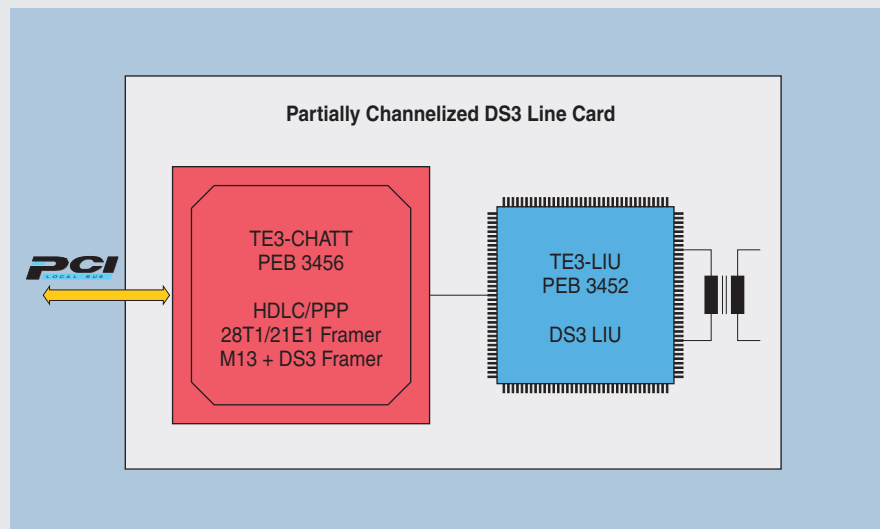 Partially Channelized DS3 Line Card
PCI
LOCAL BUS
TE3-CHATT
PEB 3456
HDLC/PPP
28T1/21E1 Framer
M13 + DS3 Framer
TE3-LIU
PEB 3452
DS3 LIU